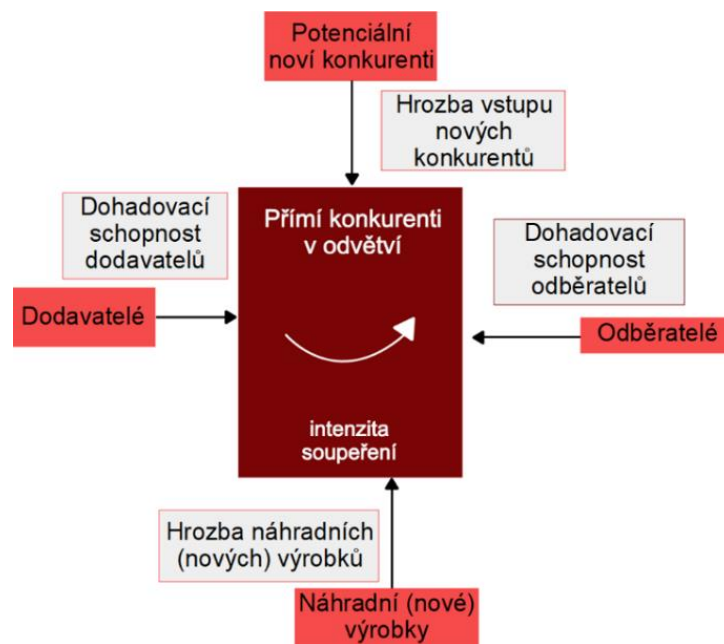 Potenciální
noví konkurenti
Hrozba vstupu
nových
konkurentů
Dohadovací
schopnost
dodavatelů
Přímí konkurenti
v odvětví
Dohadovací
schopnost
odběratelů
Dodavatelé
Odběratelé
intenzita
soupeření
Hrozba náhradních
(nových) výrobků
Náhradní (nové)
výrobky